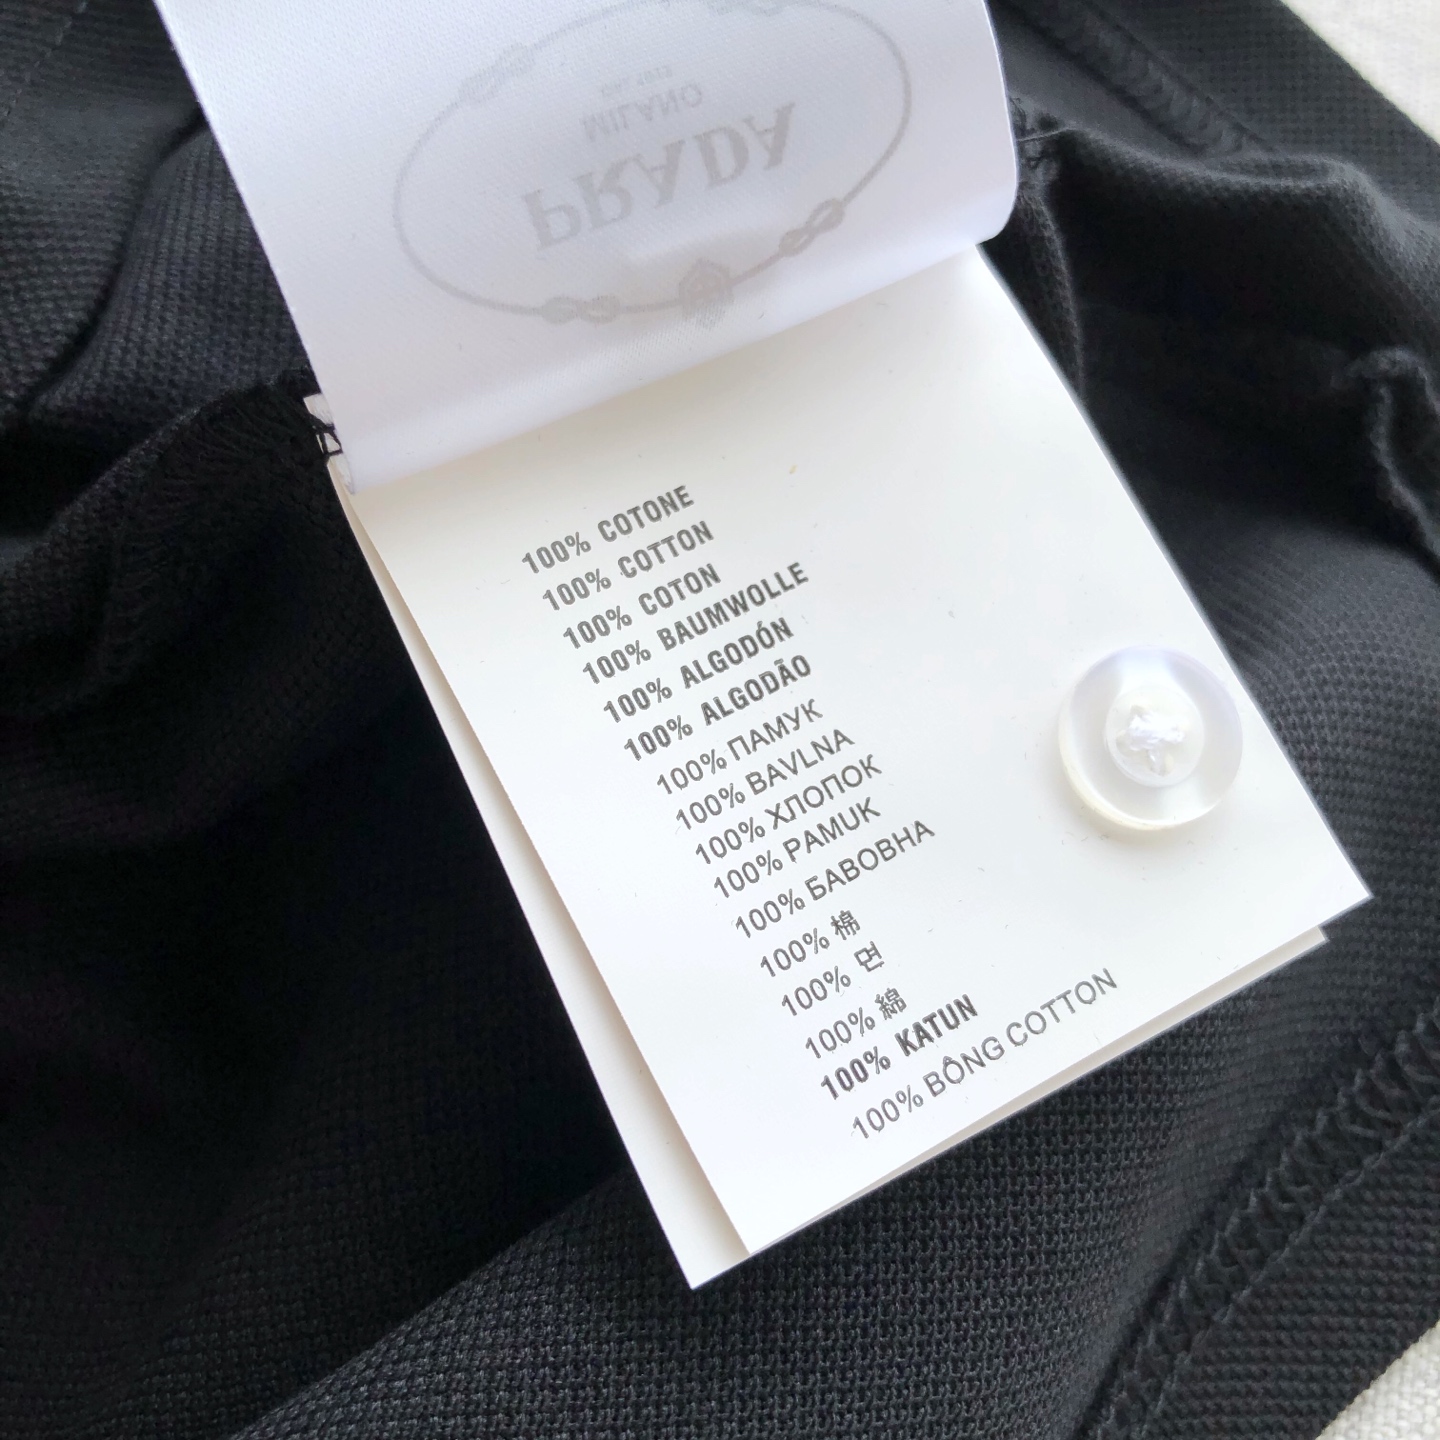 PRADA
MILANO
100% COTONE
100% COTTON
100% COTON
100% BAUMWOLLE
100% ALGODÓN
100% ALGODÃO
100% ПАМУК
100% BAVLNA
100% ХЛОПОК
100% PAMUK
100% БАВОВНА
100% 棉
100% 면
100% 綿
100% KATUN
100% BÔNG COTTON